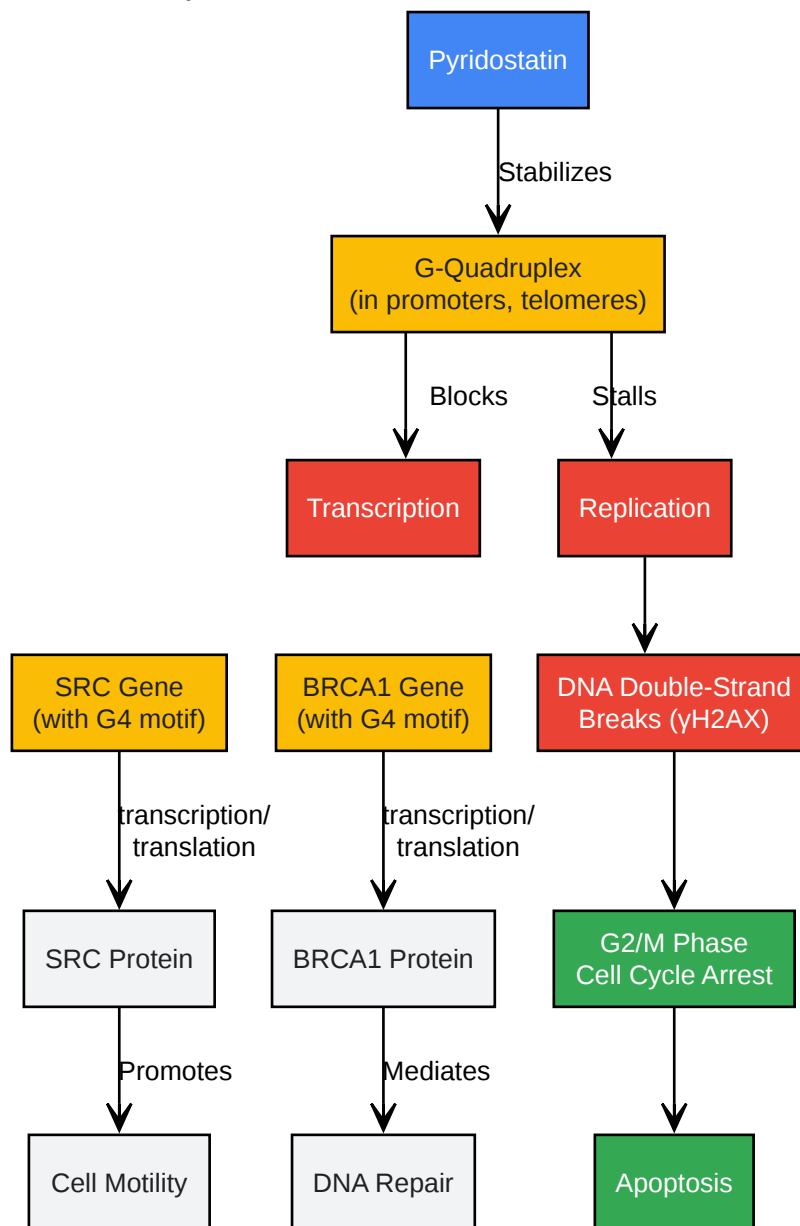 Pyridostatin
Stabilizes
G-Quadruplex
(in promoters, telomeres)
Blocks
Stalls
Transcription
Replication
SRC Gene
(with G4 motif)
BRCA1 Gene
(with G4 motif)
DNA Double-Strand
Breaks (γH2AX)
transcription/
translation
transcription/
translation
SRC Protein
BRCA1 Protein
G2/M Phase
Cell Cycle Arrest
Promotes
Mediates
Cell Motility
DNA Repair
Apoptosis